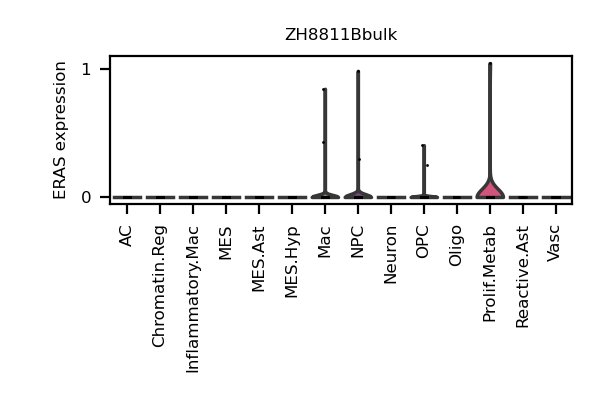 ZH8811Bbulk
ERAS expression
1
0
AC
Chromatin.Reg
Inflammatory.Mac
MES
MES.Ast
MES.Hyp
Mac
NPC
Neuron
OPC
Oligo
Prolif.Metab
Reactive.Ast
Vasc